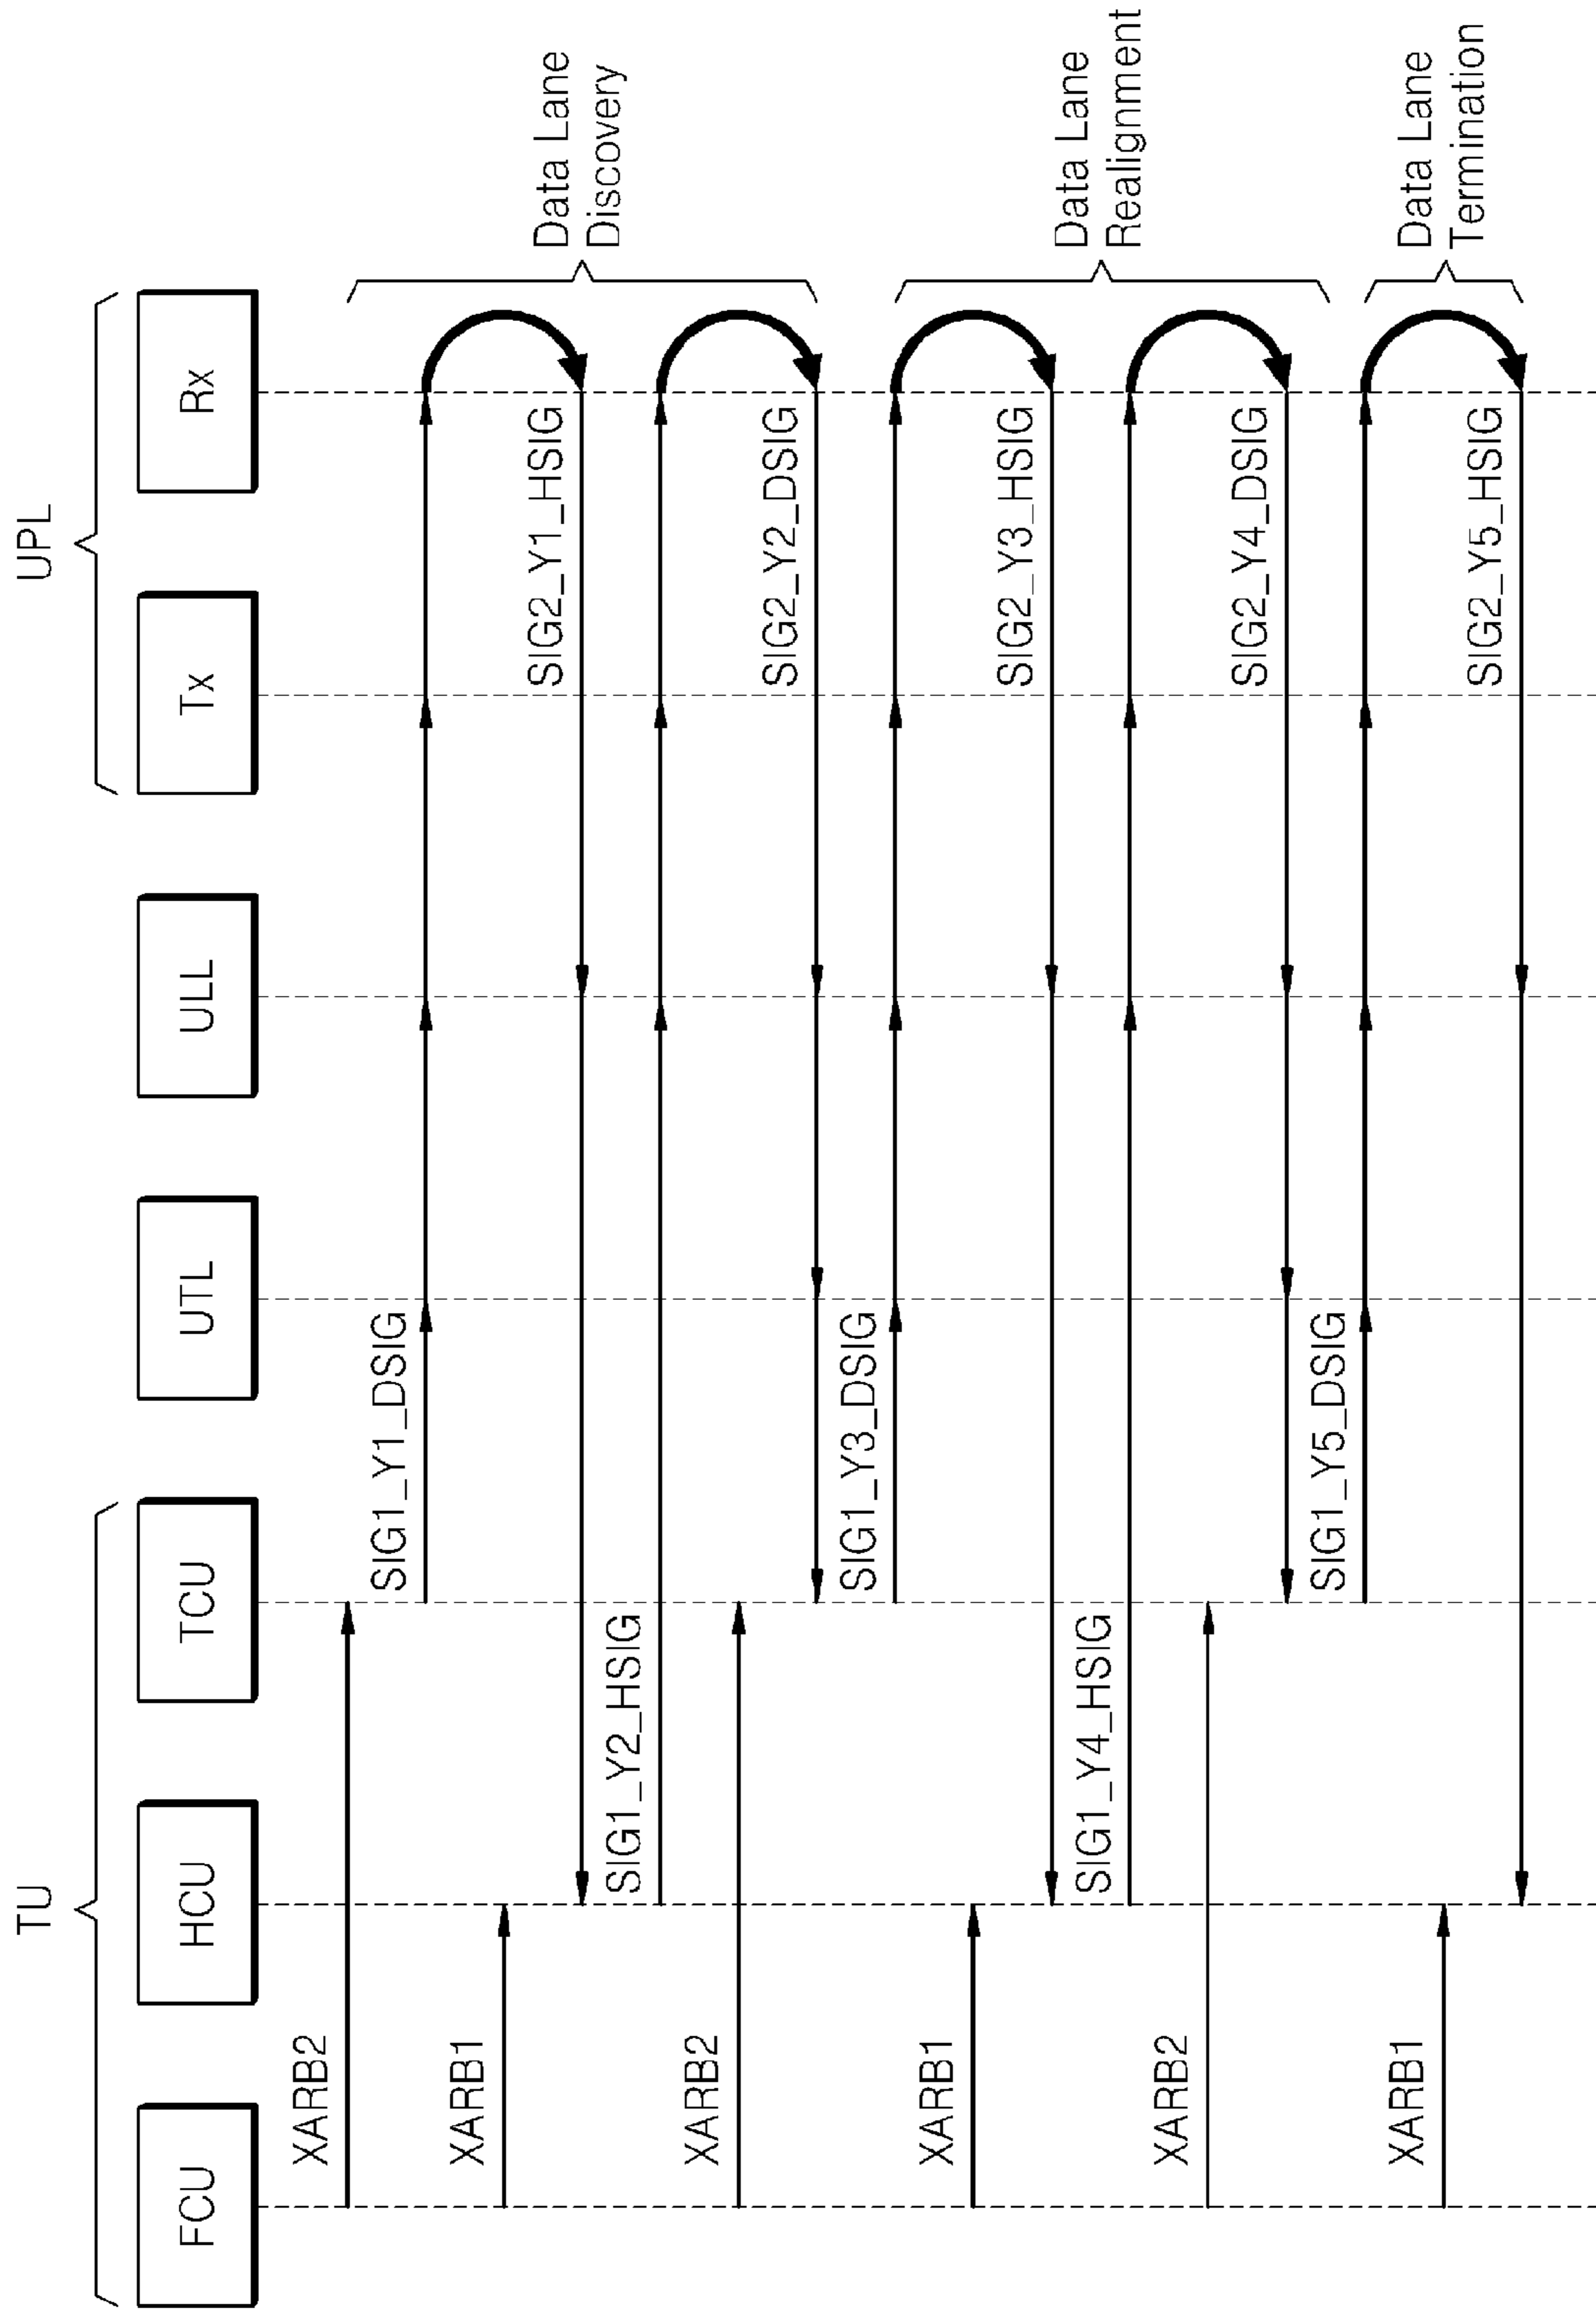 TU
UPL
FCU
HCU
TCU
UTL
ULL
Tx
Rx
XARB2
SIG1_Y1_DSIG
XARB1
SIG2_Y1_HSIG
Data Lane
Discovery
SIG1_Y2_HSIG
XARB2
SIG2_Y2_DSIG
SIG1_Y3_DSIG
XARB1
SIG2_Y3_HSIG
Data Lane
Realignment
SIG1_Y4_HSIG
XARB2
SIG2_Y4_DSIG
SIG1_Y5_DSIG
XARB1
SIG2_Y5_HSIG
Data Lane
Termination